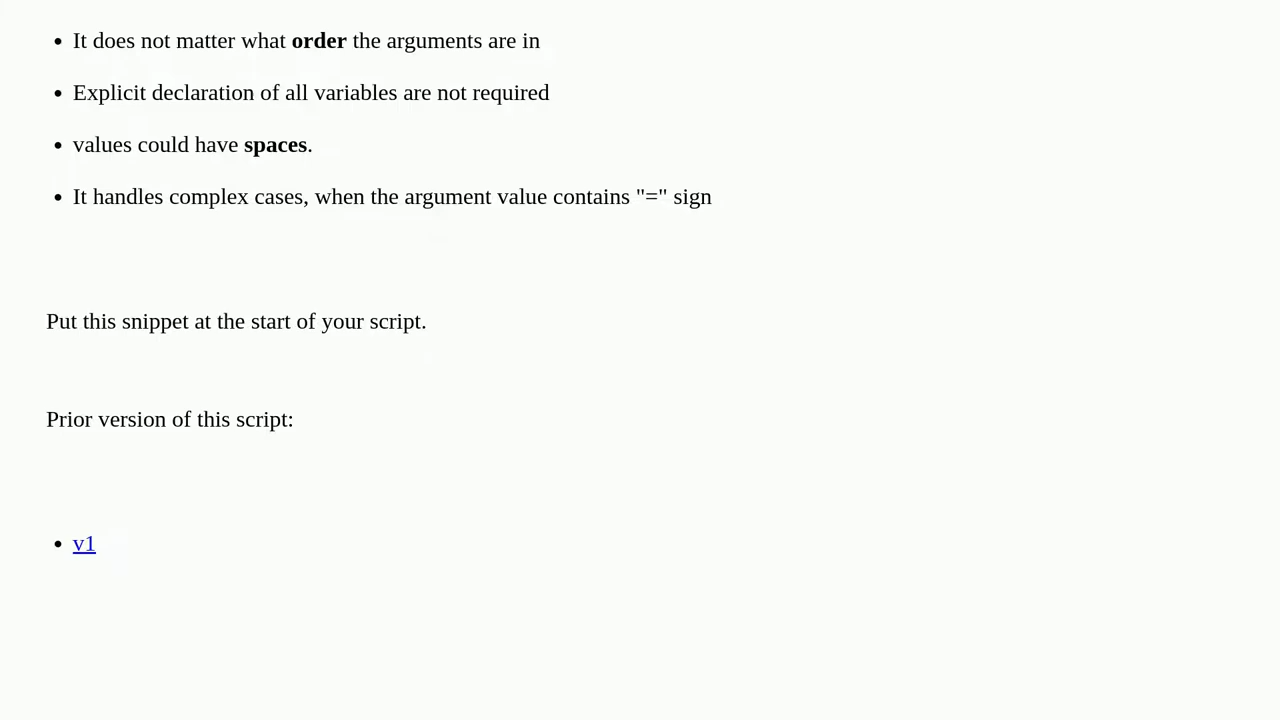 It does not matter what order the arguments are in
Explicit declaration of all variables are not required
values could have spaces.
It handles complex cases, when the argument value contains "=" sign
Put this snippet at the start of your script.
Prior version of this script:
v1